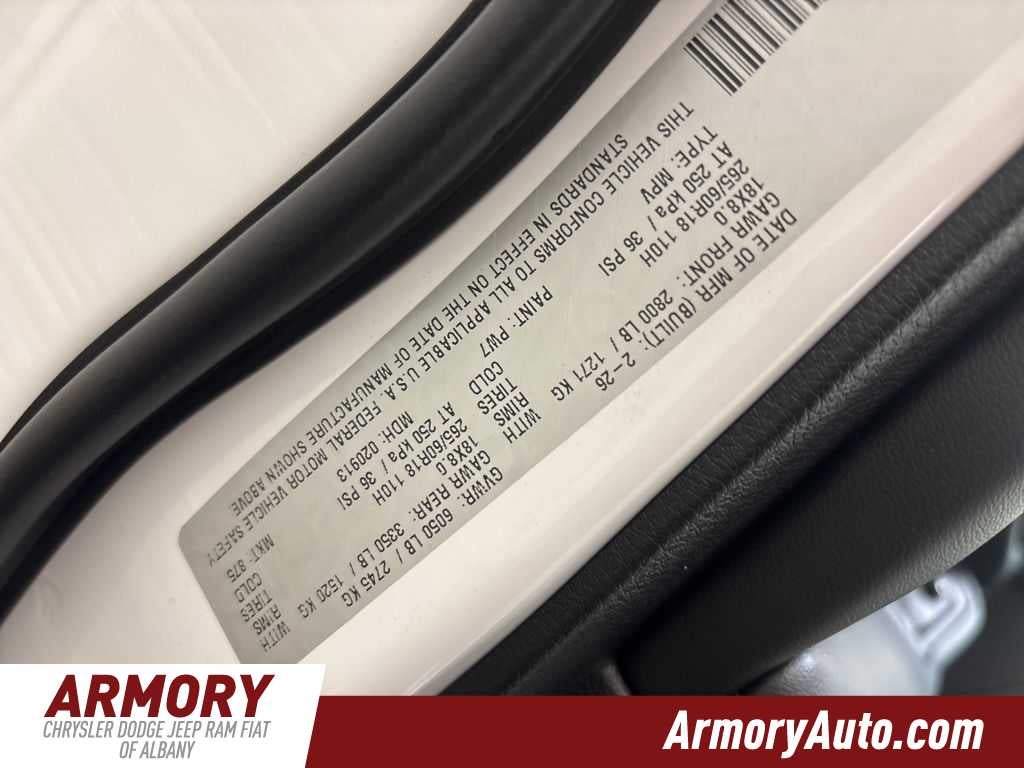 DATE OF MFR (BUILT): 2-26 GVWR: 6050 LB / 2745 KG
GAWR FRONT: 2800 LB / 1271 KG GAWR REAR: 3350 LB / 1520 KG
18X8.0 WITH RIMS 18X8.0 WITH RIMS
265/60R18 110H TIRES 265/60R18 110H TIRES
AT 250 kPa / 36 PSI COLD AT 250 kPa / 36 PSI COLD
TYPE: MPV PAINT: PW7 MDH: 020913 MKT: 875
THIS VEHICLE CONFORMS TO ALL APPLICABLE U.S.A. FEDERAL MOTOR VEHICLE SAFETY
STANDARDS IN EFFECT ON THE DATE OF MANUFACTURE SHOWN ABOVE.
ARMORY
CHRYSLER DODGE JEEP RAM FIAT
OF ALBANY
ArmoryAuto.com